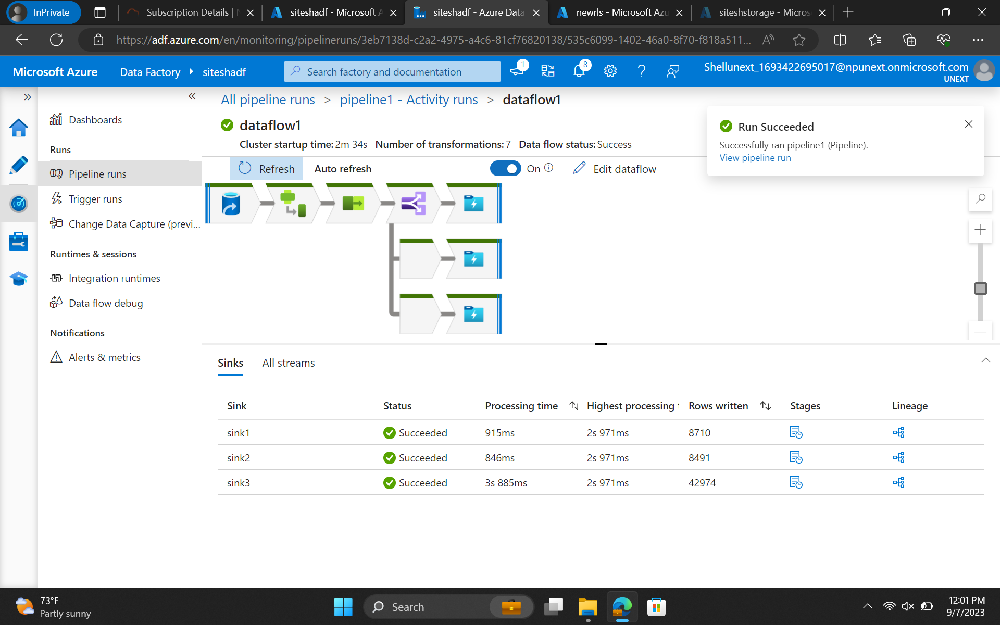 InPrivate
Subscription Details | N
siteshadf - Microsoft A
siteshadf - Azure Data
newrls - Microsoft Azu
siteshstorage - Micros
https://adf.azure.com/en/monitoring/pipelineruns/3eb7138d-c2a2-4975-a4c6-81cf76820138/535c6099-1402-46a0-8f70-f818a511...
Microsoft Azure
Data Factory
siteshadf
Search factory and documentation
1
8
Shellunext_1693422695017@npunext.onmicrosoft.com
UNEXT
Dashboards
Runs
Pipeline runs
Trigger runs
Change Data Capture (previ...
Runtimes & sessions
Integration runtimes
Data flow debug
Notifications
Alerts & metrics
All pipeline runs > pipeline1 - Activity runs > dataflow1
dataflow1
Cluster startup time: 2m 34s Number of transformations: 7 Data flow status: Success
Refresh Auto refresh On Edit dataflow
Run Succeeded
Successfully ran pipeline1 (Pipeline).
View pipeline run
Sinks All streams
Sink Status Processing time Highest processing t Rows written Stages Lineage
sink1 Succeeded 915ms 2s 971ms 8710
sink2 Succeeded 846ms 2s 971ms 8491
sink3 Succeeded 3s 885ms 2s 971ms 42974
73°F
Partly sunny
Search
12:01 PM
9/7/2023